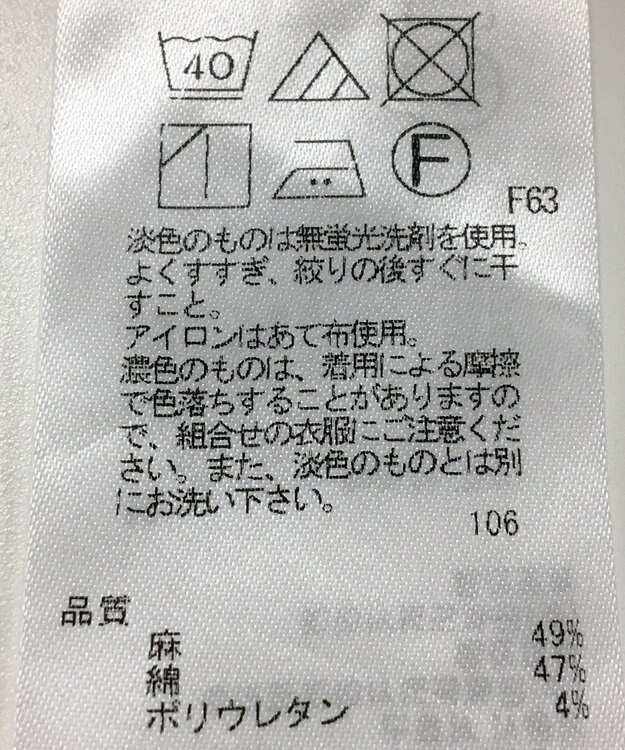 40
F
F63
淡色のものは無蛍光洗剤を使用。
よくすすぎ、絞りの後すぐに干
すこと。
アイロンはあて布使用。
濃色のものは、着用による摩擦
で色落ちすることがありますの
で、組合せの衣服にご注意くだ
さい。また、淡色のものとは別
にお洗い下さい。
106
品質
麻 49%
綿 47%
ポリウレタン 4%